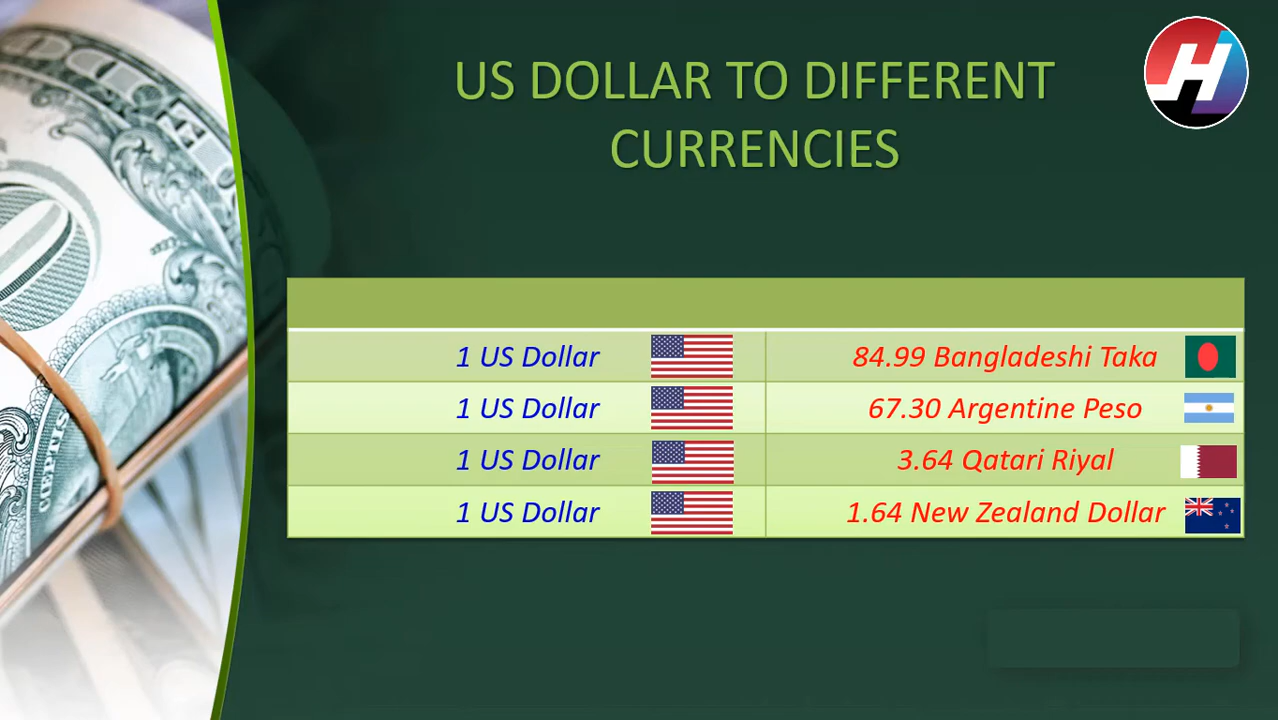 US DOLLAR TO DIFFERENT
CURRENCIES
H
1 US Dollar 84.99 Bangladeshi Taka
1 US Dollar 67.30 Argentine Peso
1 US Dollar 3.64 Qatari Riyal
1 US Dollar 1.64 New Zealand Dollar